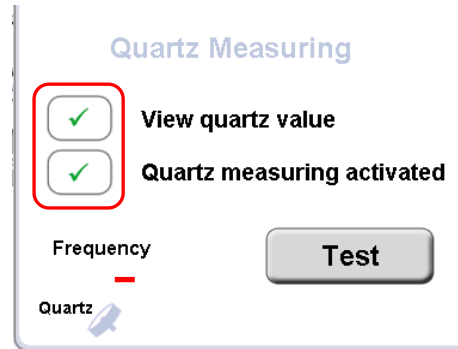 Quartz Measuring
View quartz value
Quartz measuring activated
Frequency
Test
Quartz